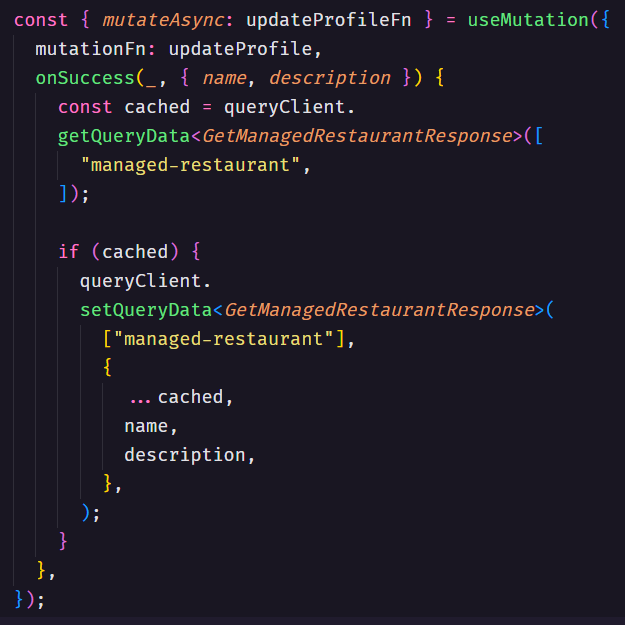 const { mutateAsync: updateProfileFn } = useMutation({
  mutationFn: updateProfile,
  onSuccess(_, { name, description }) {
    const cached = queryClient.
    getQueryData<GetManagedRestaurantResponse>([
      "managed-restaurant",
    ]);

    if (cached) {
      queryClient.
      setQueryData<GetManagedRestaurantResponse>(
        ["managed-restaurant"],
        {
          ...cached,
          name,
          description,
        },
      );
    }
  },
});